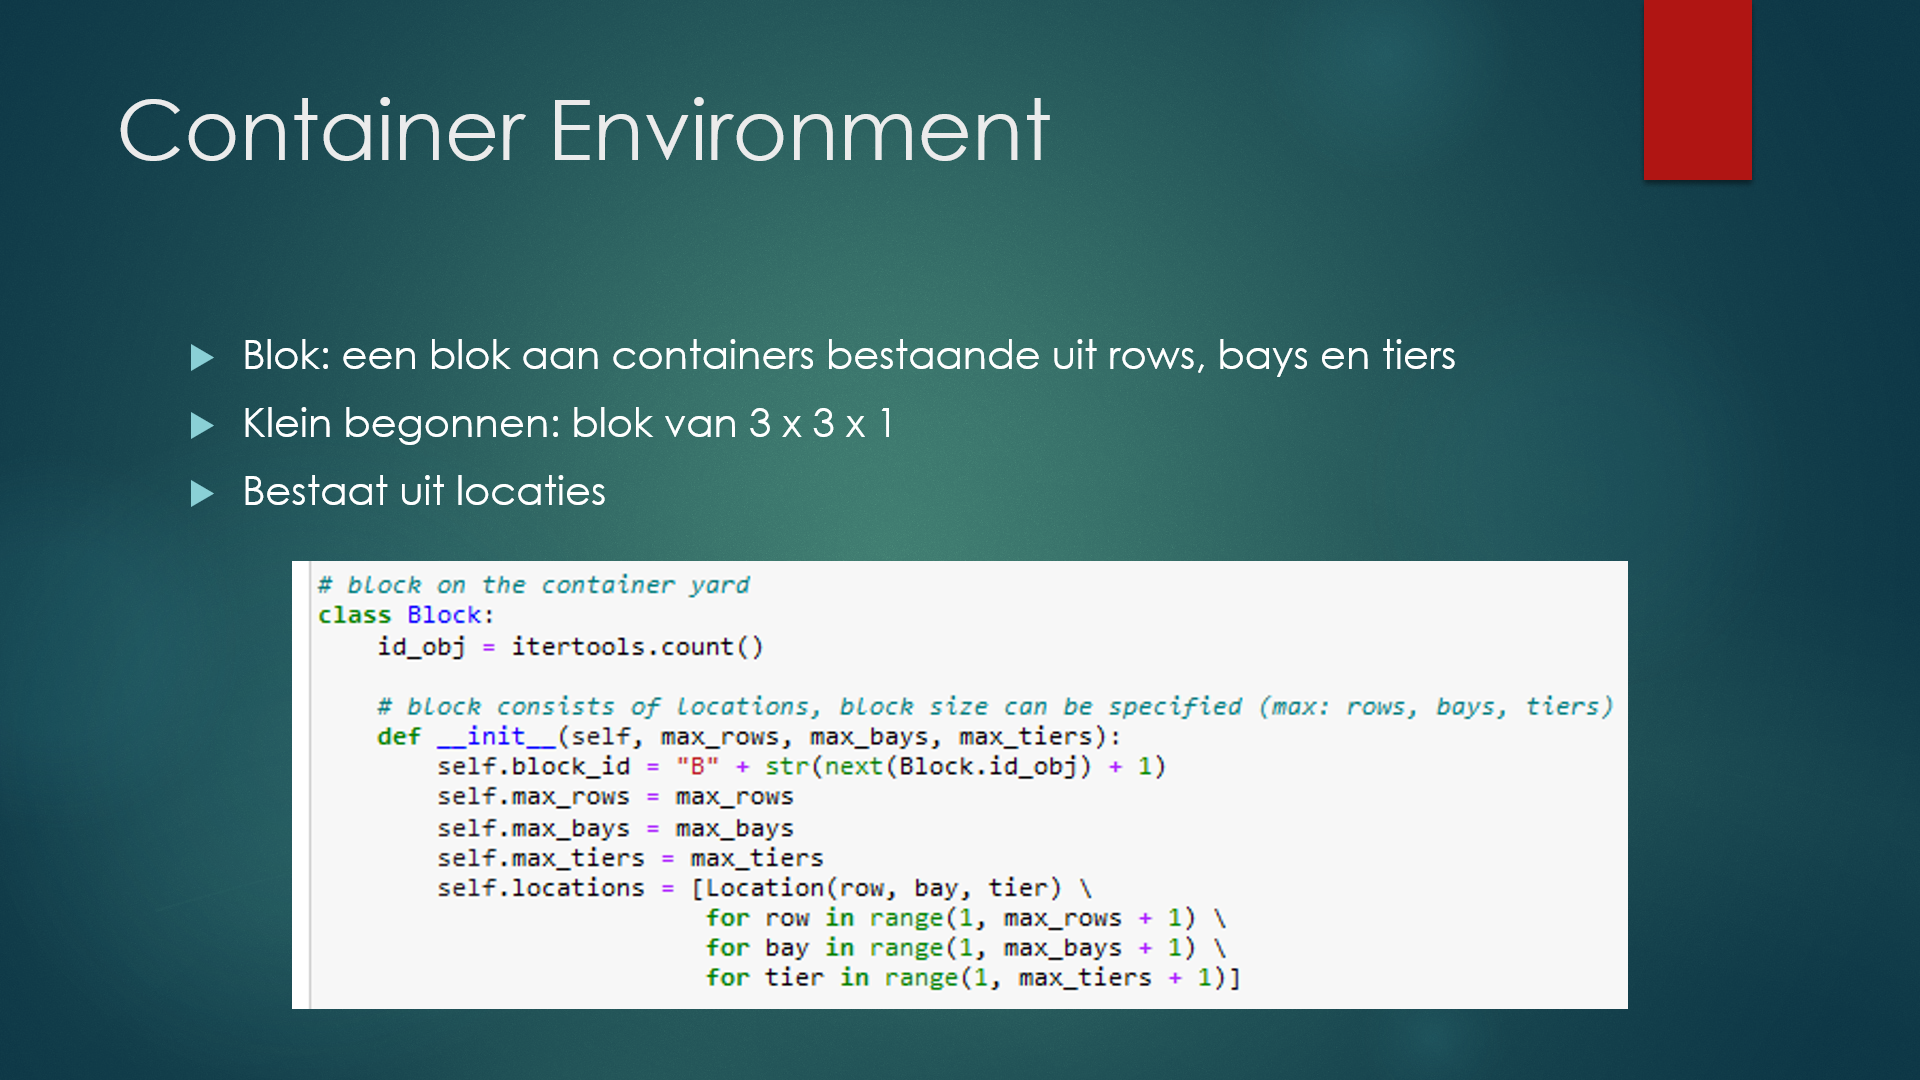 Container Environment
Blok: een blok aan containers bestaande uit rows, bays en tiers
Klein begonnen: blok van 3 x 3 x 1
Bestaat uit locaties
# block on the container yard
class Block:
    id_obj = itertools.count()
    # block consists of locations, block size can be specified (max: rows, bays, tiers)
    def __init__(self, max_rows, max_bays, max_tiers):
        self.block_id = "B" + str(next(Block.id_obj) + 1)
        self.max_rows = max_rows
        self.max_bays = max_bays
        self.max_tiers = max_tiers
        self.locations = [Location(row, bay, tier) \
                          for row in range(1, max_rows + 1) \
                          for bay in range(1, max_bays + 1) \
                          for tier in range(1, max_tiers + 1)]